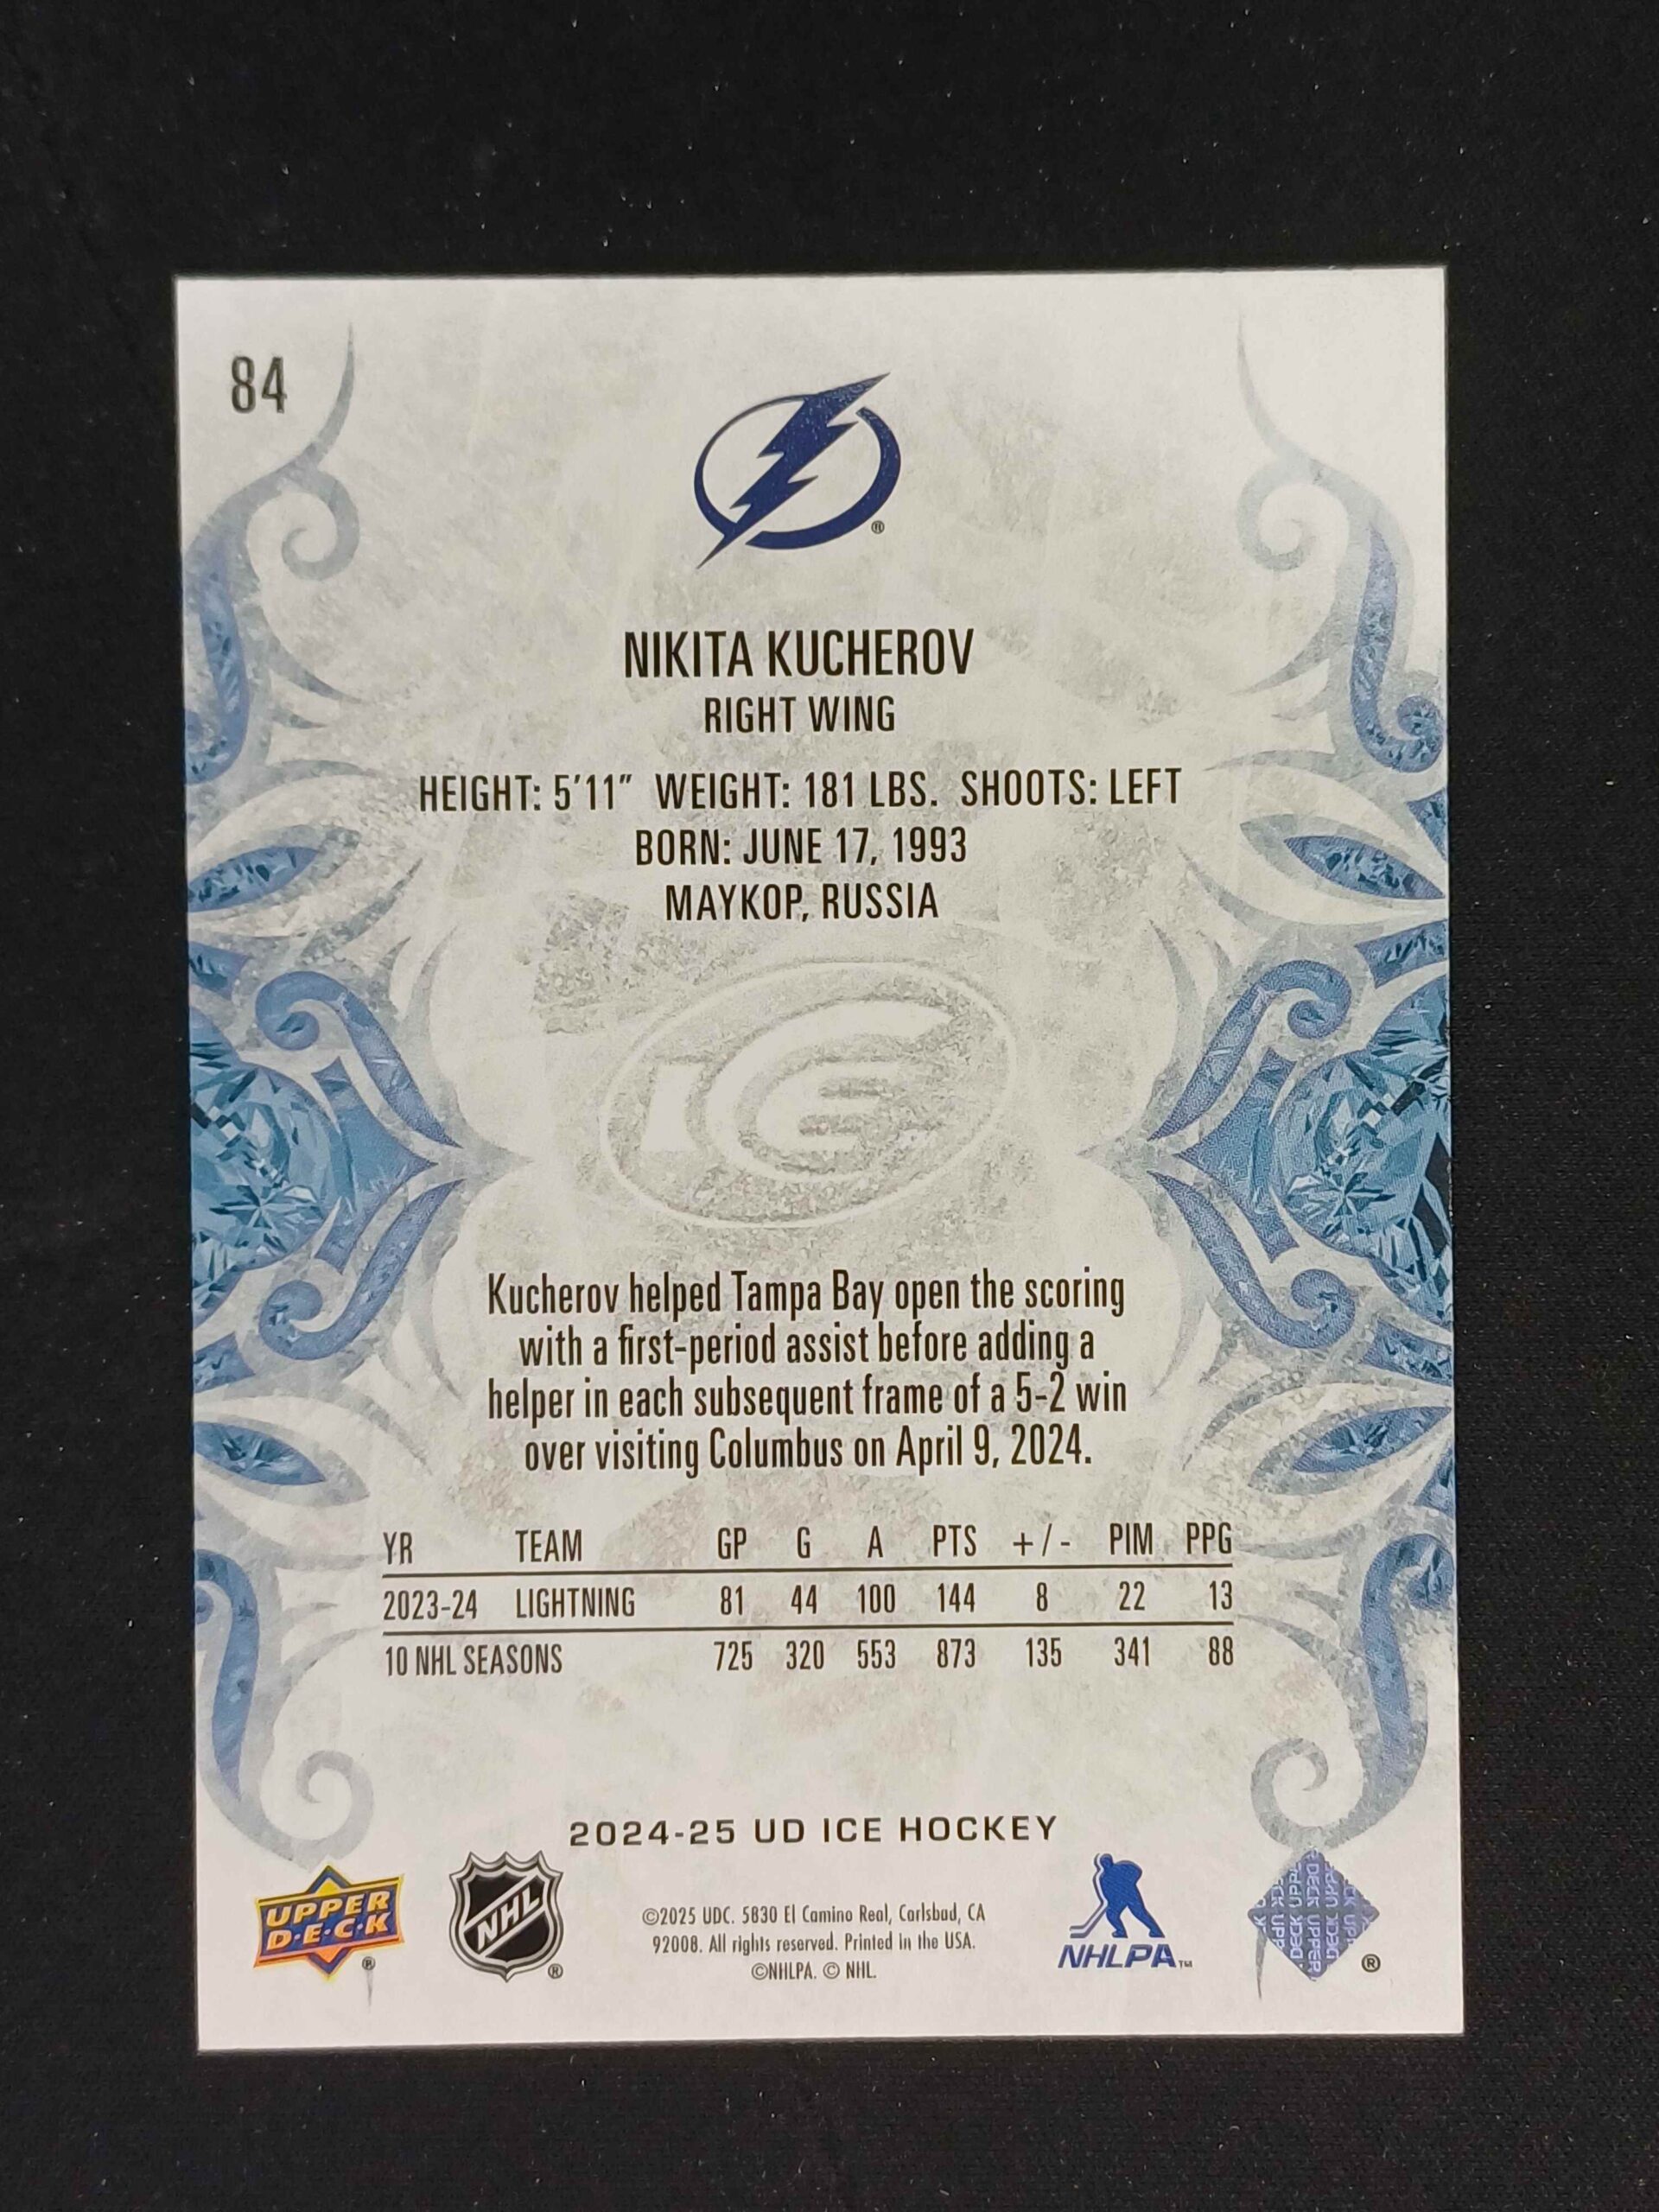 84
®
NIKITA KUCHEROV
RIGHT WING
HEIGHT: 5'11" WEIGHT: 181 LBS. SHOOTS: LEFT
BORN: JUNE 17, 1993
MAYKOP, RUSSIA
ICE
Kucherov helped Tampa Bay open the scoring
with a first-period assist before adding a
helper in each subsequent frame of a 5-2 win
over visiting Columbus on April 9, 2024.
YR TEAM GP G A PTS +/- PIM PPG
2023-24 LIGHTNING 81 44 100 144 8 22 13
10 NHL SEASONS 725 320 553 873 135 341 88
2024-25 UD ICE HOCKEY
UPPER
D·E·C·K
®
NHL
®
©2025 UDC. 5830 El Camino Real, Carlsbad, CA
92008. All rights reserved. Printed in the USA.
©NHLPA. © NHL.
NHLPA™
UPPER DECK
®